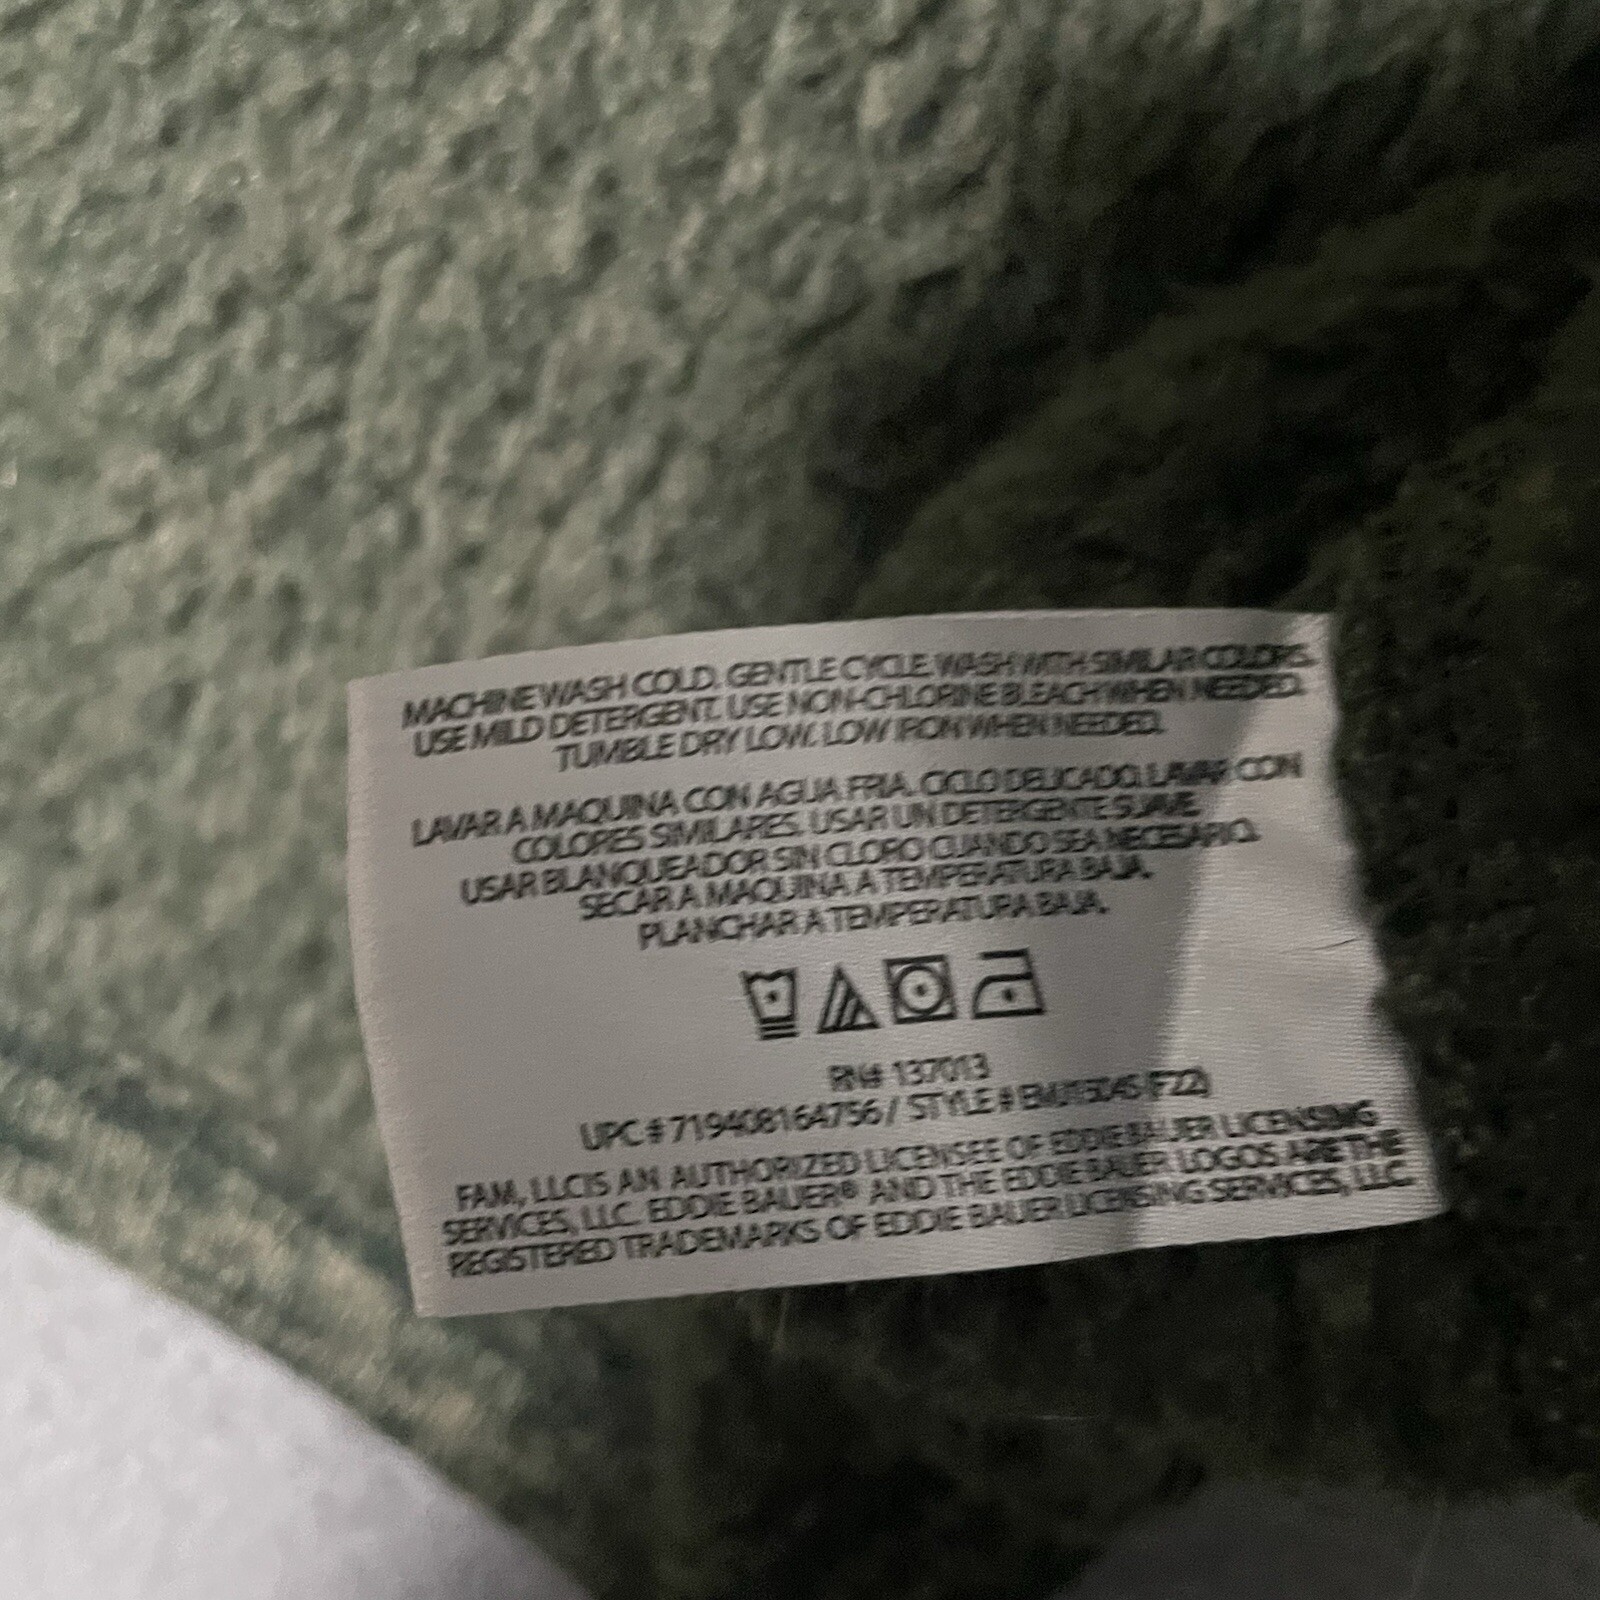 MACHINE WASH COLD. GENTLE CYCLE. WASH WITH SIMILAR COLORS.
USE MILD DETERGENT. USE NON-CHLORINE BLEACH WHEN NEEDED.
TUMBLE DRY LOW. LOW IRON WHEN NEEDED.
LAVAR A MAQUINA CON AGUA FRIA. CICLO DELICADO. LAVAR CON
COLORES SIMILARES. USAR UN DETERGENTE SUAVE.
USAR BLANQUEADOR SIN CLORO CUANDO SEA NECESARIO.
SECAR A MAQUINA A TEMPERATURA BAJA.
PLANCHAR A TEMPERATURA BAJA.
RN# 137013
UPC # 719408164756 / STYLE # (F22)
FAM, LLC IS AN AUTHORIZED LICENSEE OF EDDIE BAUER LICENSING
SERVICES, LLC. EDDIE BAUER® AND THE EDDIE BAUER LOGOS ARE THE
REGISTERED TRADEMARKS OF EDDIE BAUER LICENSING SERVICES, LLC.